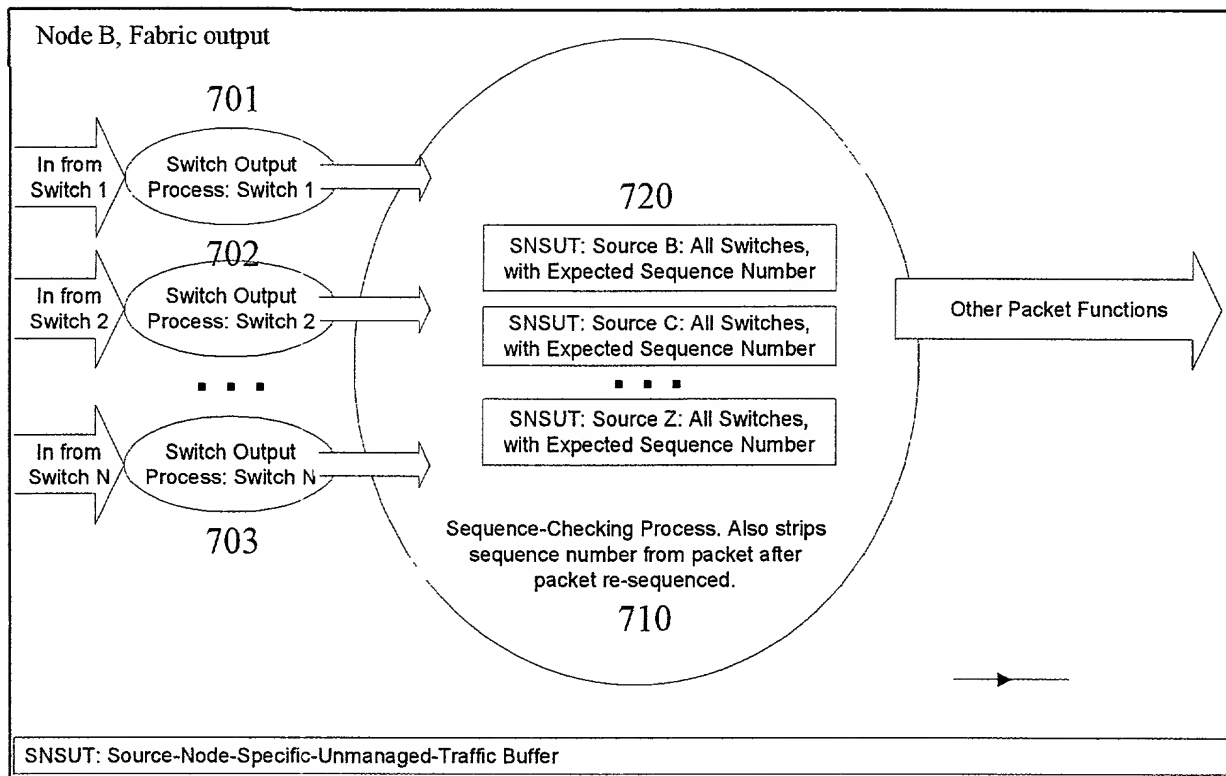 Node B, Fabric output
701
In from
Switch 1
Switch Output
Process: Switch 1
702
In from
Switch 2
Switch Output
Process: Switch 2
. . .
In from
Switch N
Switch Output
Process: Switch N
703
720
SNSUT: Source B: All Switches,
with Expected Sequence Number
SNSUT: Source C: All Switches,
with Expected Sequence Number
. . .
SNSUT: Source Z: All Switches,
with Expected Sequence Number
Sequence-Checking Process. Also strips
sequence number from packet after
packet re-sequenced.
710
Other Packet Functions
SNSUT: Source-Node-Specific-Unmanaged-Traffic Buffer